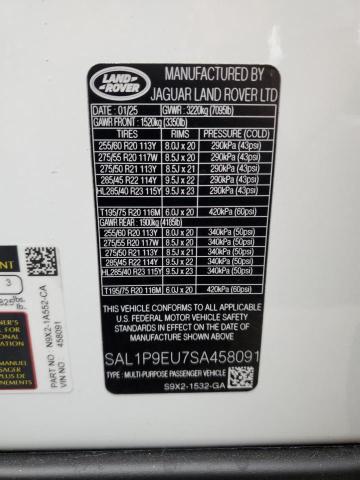 LAND
ROVER
MANUFACTURED BY
JAGUAR LAND ROVER LTD
DATE : 01/25 GVWR : 3220kg (7095lb)
GAWR FRONT : 1520kg (3350lb)
TIRES RIMS PRESSURE (COLD)
255/60 R20 113Y 8.0J x 20 290kPa (43psi)
275/55 R20 117W 8.0J x 20 290kPa (43psi)
275/50 R21 113Y 8.5J x 21 290kPa (43psi)
285/45 R22 114Y 9.5J x 22 290kPa (43psi)
HL285/40 R23 115Y 9.5J x 23 290kPa (43psi)
T195/75 R20 116M 6.0J x 20 420kPa (60psi)
GAWR REAR : 1900kg (4185lb)
255/60 R20 113Y 8.0J x 20 340kPa (50psi)
275/55 R20 117W 8.0J x 20 340kPa (50psi)
275/50 R21 113Y 8.5J x 21 340kPa (50psi)
285/45 R22 114Y 9.5J x 22 340kPa (50psi)
HL285/40 R23 115Y 9.5J x 23 340kPa (50psi)
T195/75 R20 116M 6.0J x 20 420kPa (60psi)
THIS VEHICLE CONFORMS TO ALL APPLICABLE
U.S. FEDERAL MOTOR VEHICLE SAFETY
STANDARDS IN EFFECT ON THE DATE OF
MANUFACTURE SHOWN ABOVE
SAL1P9EU7SA458091
TYPE : MULTI-PURPOSE PASSENGER VEHICLE
S9X2-1532-GA
3
825lbs.
PART NO N9X2-1A552-CA
VIN NO 458091